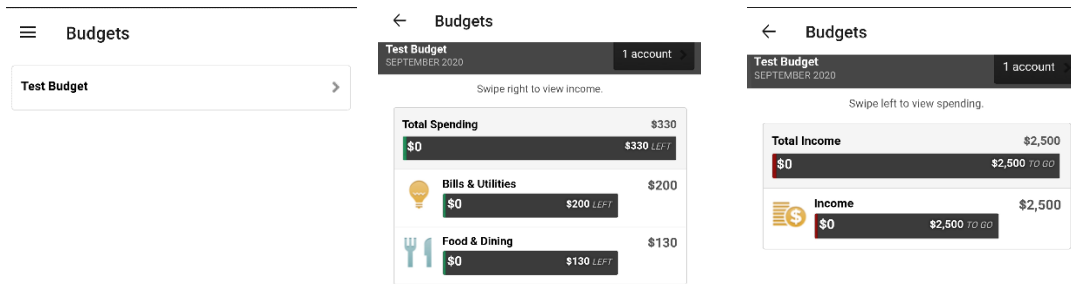 Budgets
Test Budget
Budgets
Test Budget
SEPTEMBER 2020
1 account
Swipe right to view income.
Total Spending
$330
$0
$330 LEFT
Bills & Utilities
$200
$0
$200 LEFT
Food & Dining
$130
$0
$130 LEFT
Budgets
Test Budget
SEPTEMBER 2020
1 account
Swipe left to view spending.
Total Income
$2,500
$0
$2,500 TO GO
Income
$2,500
$0
$2,500 TO GO